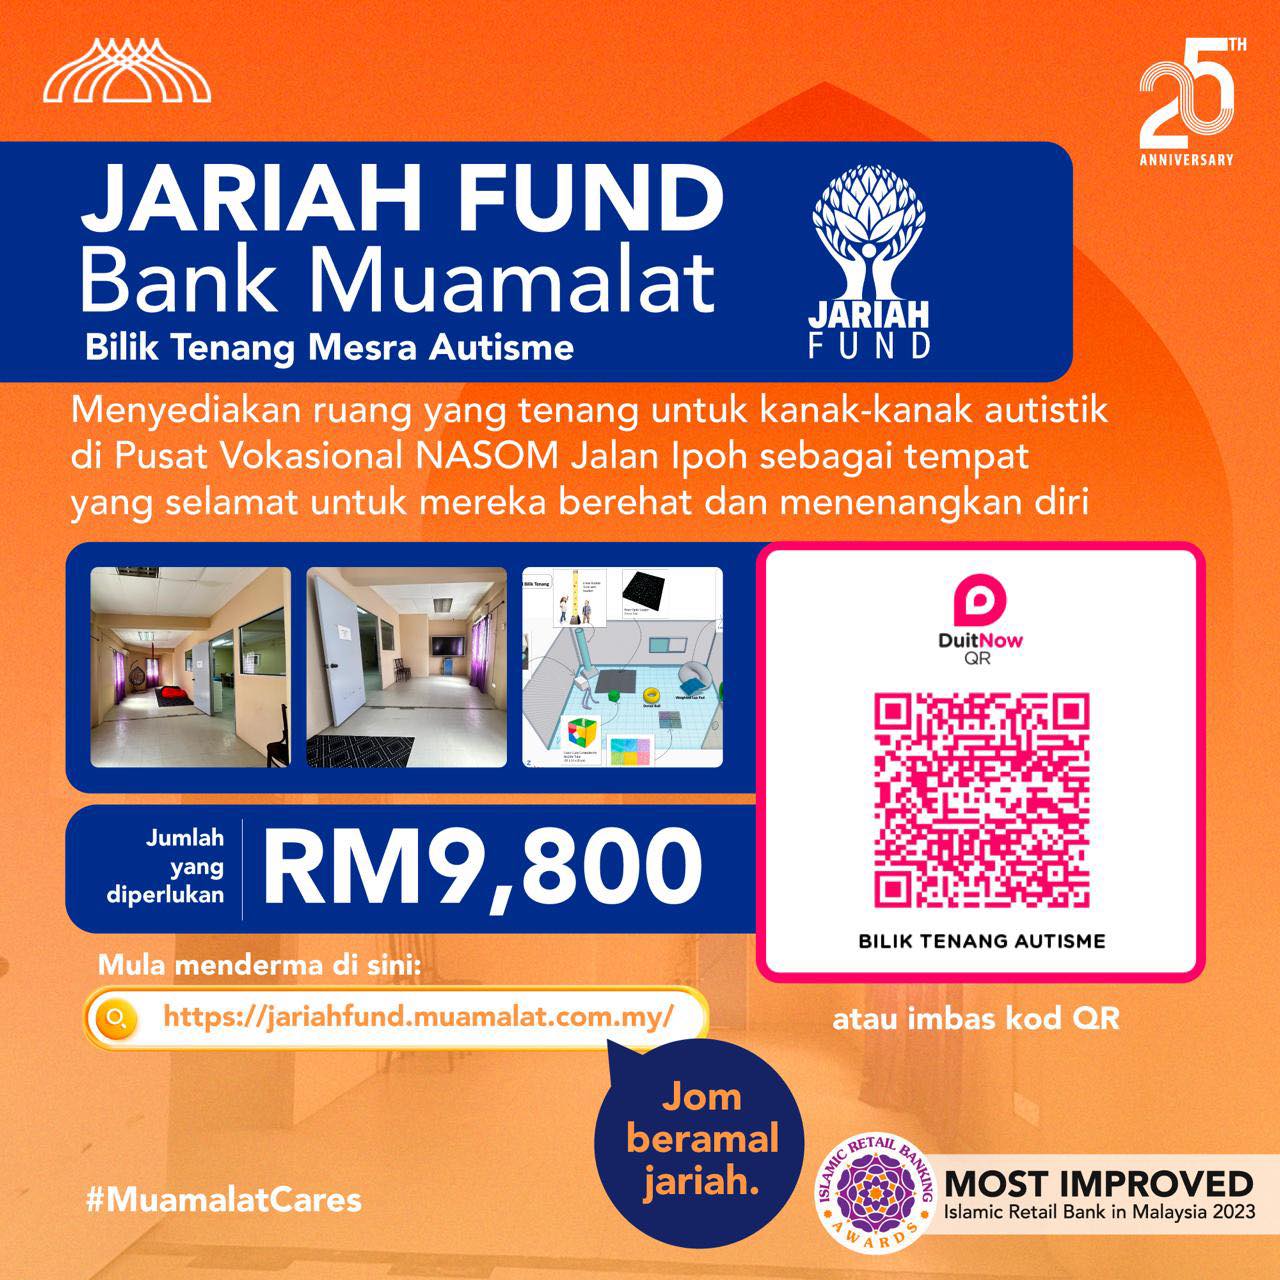 25TH
ANNIVERSARY
JARIAH FUND
Bank Muamalat
Bilik Tenang Mesra Autisme
JARIAH
FUND
Menyediakan ruang yang tenang untuk kanak-kanak autistik
di Pusat Vokasional NASOM Jalan Ipoh sebagai tempat
yang selamat untuk mereka berehat dan menenangkan diri
Bilik Tenang
DuitNow
QR
BILIK TENANG AUTISME
Jumlah
yang
diperlukan
RM9,800
Mula menderma di sini:
https://jariahfund.muamalat.com.my/
atau imbas kod QR
Jom
beramal
jariah.
#MuamalatCares
ISLAMIC RETAIL BANKING
AWARDS
MOST IMPROVED
Islamic Retail Bank in Malaysia 2023